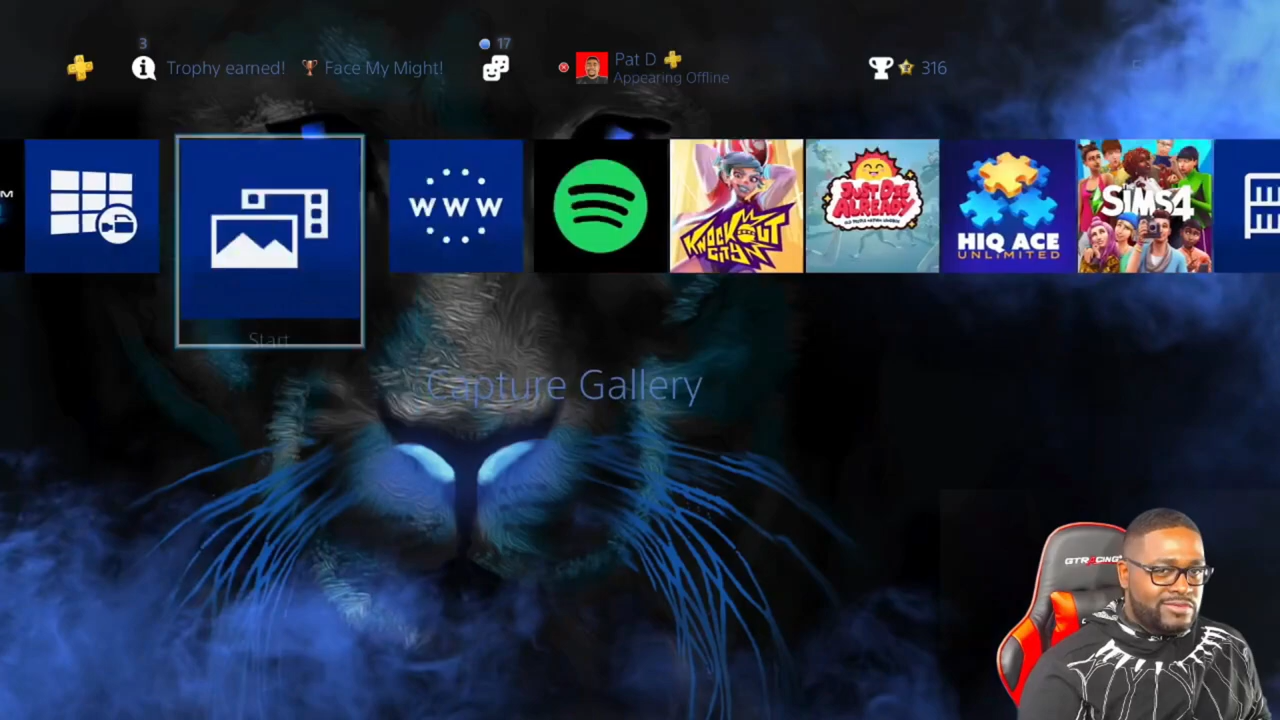 3
Trophy earned! Face My Might!
17
Pat D
Appearing Offline
316
M
WWW
KNOCKOUT CITY
JUST DIE ALREADY
HIQ ACE
UNLIMITED
THE SIMS 4
Start
Capture Gallery
GTRACING